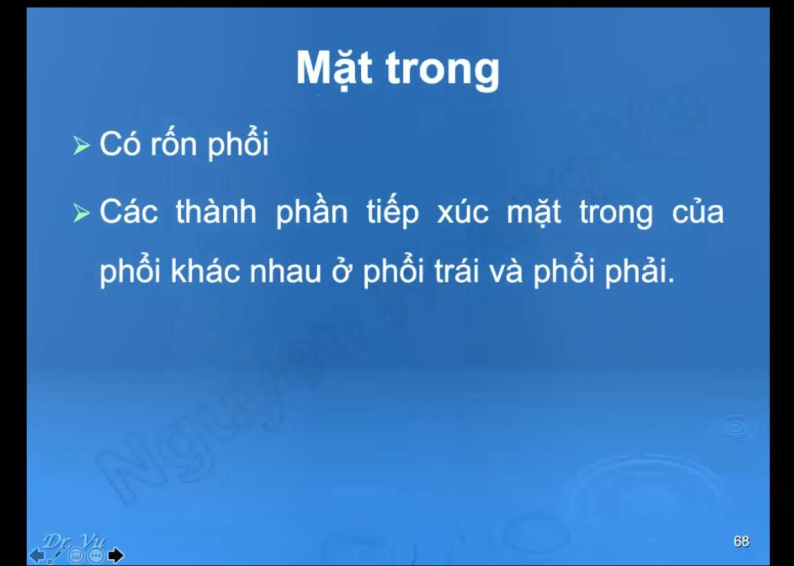 Mặt trong
Có rốn phổi
Các thành phần tiếp xúc mặt trong của
phổi khác nhau ở phổi trái và phổi phải.
Dr. Vu
68